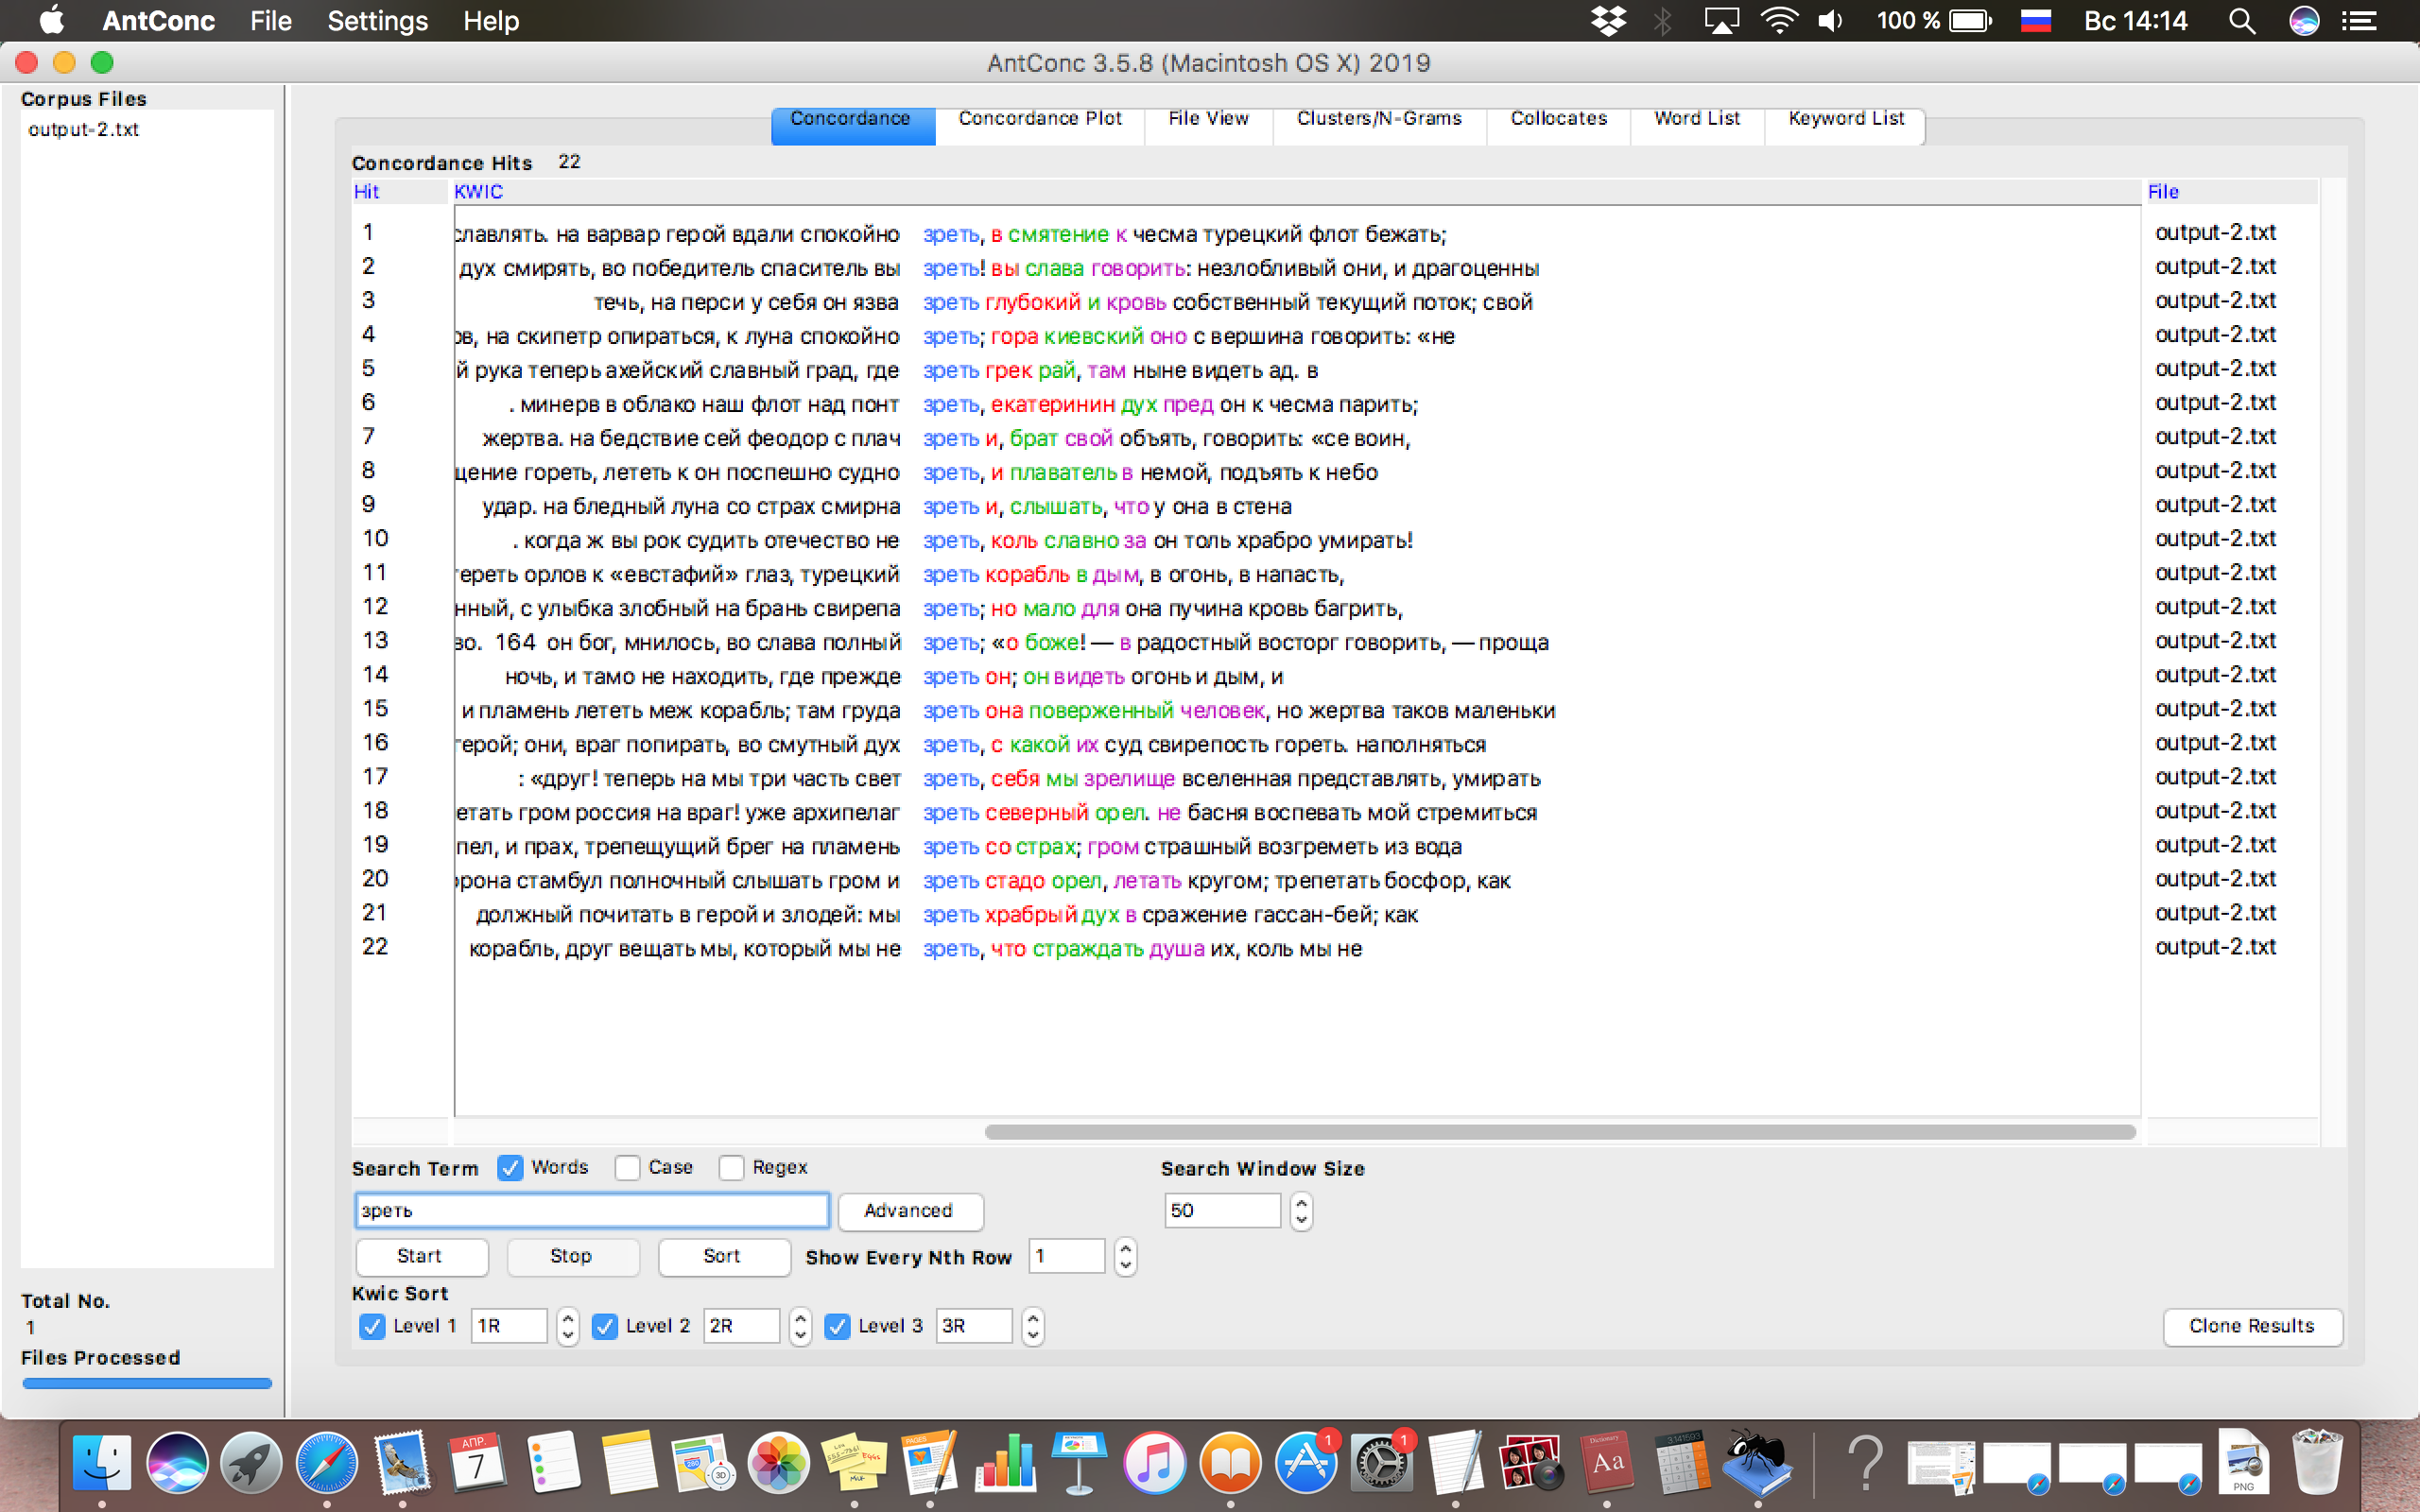 AntConc File Settings Help 100 % Вс 14:14
AntConc 3.5.8 (Macintosh OS X) 2019
Corpus Files
output-2.txt
Concordance Concordance Plot File View Clusters/N-Grams Collocates Word List Keyword List
Concordance Hits 22
Hit KWIC File
1 славлять. на варвар герой вдали спокойно зреть, в смятение к чесма турецкий флот бежать; output-2.txt
2 дух смирять, во победитель спаситель вы зреть! вы слава говорить: незлобливый они, и драгоценны output-2.txt
3 течь, на перси у себя он язва зреть глубокий и кровь собственный текущий поток; свой output-2.txt
4 ов, на скипетр опираться, к луна спокойно зреть; гора киевский оно с вершина говорить: «не output-2.txt
5 й рука теперь ахейский славный град, где зреть грек рай, там ныне видеть ад. в output-2.txt
6 . минерв в облако наш флот над понт зреть, екатеринин дух пред он к чесма парить; output-2.txt
7 жертва. на бедствие сей феодор с плач зреть и, брат свой объять, говорить: «се воин, output-2.txt
8 щение гореть, лететь к он поспешно судно зреть, и плаватель в немой, подъять к небо output-2.txt
9 удар. на бледный луна со страх смирна зреть и, слышать, что у она в стена output-2.txt
10 . когда ж вы рок судить отечество не зреть, коль славно за он толь храбро умирать! output-2.txt
11 тереть орлов к «евстафий» глаз, турецкий зреть корабль в дым, в огонь, в напасть, output-2.txt
12 нный, с улыбка злобный на брань свирепа зреть; но мало для она пучина кровь багрить, output-2.txt
13 во. 164 он бог, мнилось, во слава полный зреть; «о боже! — в радостный восторг говорить, — проща output-2.txt
14 ночь, и тамо не находить, где прежде зреть он; он видеть огонь и дым, и output-2.txt
15 и пламень лететь меж корабль; там груда зреть она поверженный человек, но жертва таков маленьки output-2.txt
16 герой; они, враг попирать, во смутный дух зреть, с какой их суд свирепость гореть. наполняться output-2.txt
17 : «друг! теперь на мы три часть свет зреть, себя мы зрелище вселенная представлять, умирать output-2.txt
18 етать гром россия на враг! уже архипелаг зреть северный орел. не басня воспевать мой стремиться output-2.txt
19 пел, и прах, трепещущий брег на пламень зреть со страх; гром страшный возгреметь из вода output-2.txt
20 орона стамбул полночный слышать гром и зреть стадо орел, летать кругом; трепетать босфор, как output-2.txt
21 должный почитать в герой и злодей: мы зреть храбрый дух в сражение гассан-бей; как output-2.txt
22 корабль, друг вещать мы, который мы не зреть, что страждать душа их, коль мы не output-2.txt
Search Term Words Case Regex Search Window Size
зреть Advanced 50
Start Stop Sort Show Every Nth Row 1
Kwic Sort
Level 1 1R Level 2 2R Level 3 3R Clone Results
Total No.
1
Files Processed
АПР.
7
280
3D
PAGES
1
1
Dictionary
Aa
3.141593
PNG